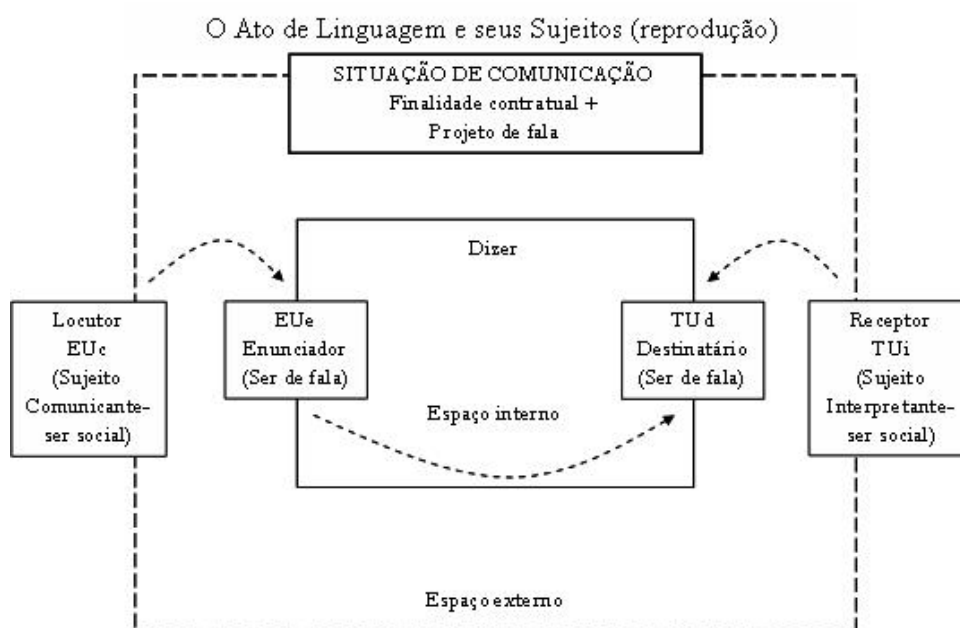 O Ato de Linguagem e seus Sujeitos (reprodução)
SITUAÇÃO DE COMUNICAÇÃO
Finalidade contratual +
Projeto de fala
Dizer
Locutor
EUc
(Sujeito
Comunicante-
ser social)
EUe
Enunciador
(Ser de fala)
TUd
Destinatário
(Ser de fala)
Receptor
TUi
(Sujeito
Interpretante-
ser social)
Espaço interno
Espaço externo